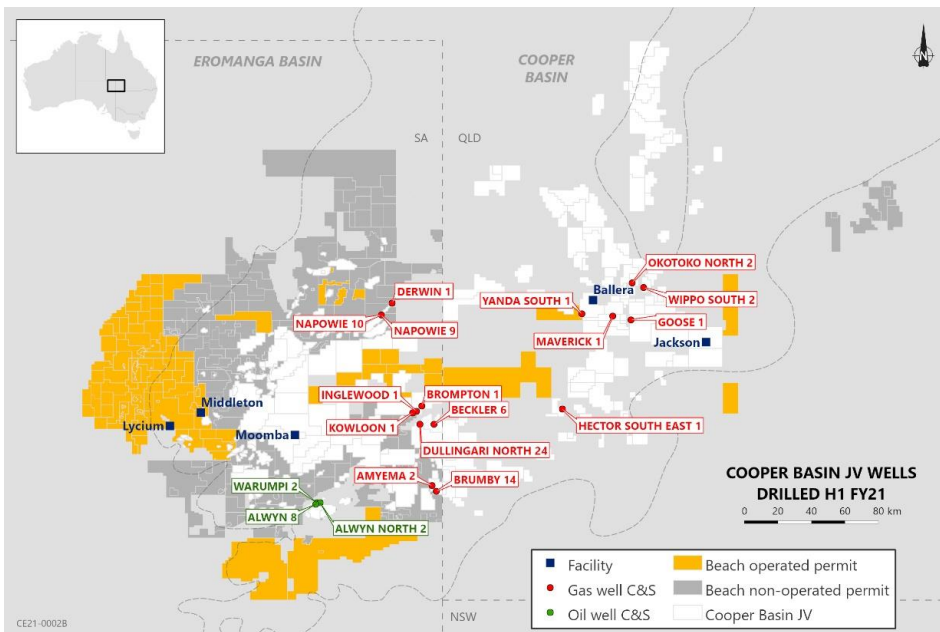 EROMANGA BASIN
COOPER
BASIN
N
SA
QLD
OKOTOKO NORTH 2
DERWIN 1
Ballera
WIPPO SOUTH 2
YANDA SOUTH 1
NAPOWIE 10
NAPOWIE 9
GOOSE 1
MAVERICK 1
Jackson
INGLEWOOD 1
BROMPTON 1
Middleton
BECKLER 6
KOWLOON 1
HECTOR SOUTH EAST 1
Lycium
Moomba
DULLINGARI NORTH 24
AMYEMA 2
BRUMBY 14
WARUMPI 2
ALWYN 8
ALWYN NORTH 2
COOPER BASIN JV WELLS
DRILLED H1 FY21
0 20 40 60 80 km
Facility
Beach operated permit
Gas well C&S
Beach non-operated permit
Oil well C&S
Cooper Basin JV
NSW
CE21-0002B